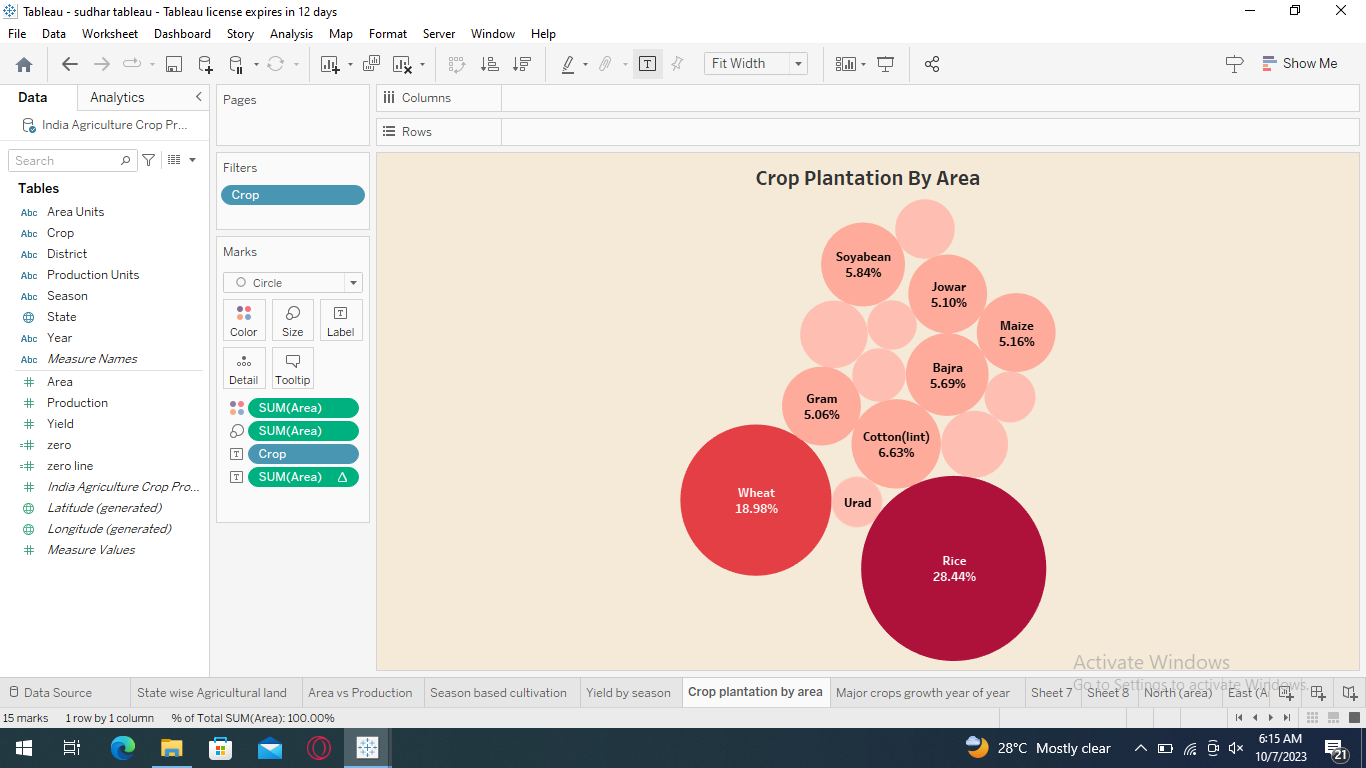 Tableau - sudhar tableau - Tableau license expires in 12 days
File Data Worksheet Dashboard Story Analysis Map Format Server Window Help
Fit Width
Show Me
Data Analytics
India Agriculture Crop Pr...
Search
Tables
Abc Area Units
Abc Crop
Abc District
Abc Production Units
Abc Season
State
Abc Year
Abc Measure Names
Area
Production
Yield
zero
zero line
India Agriculture Crop Pro...
Latitude (generated)
Longitude (generated)
Measure Values
Pages
Filters
Crop
Marks
Circle
Color Size Label
Detail Tooltip
SUM(Area)
SUM(Area)
Crop
SUM(Area) Δ
Columns
Rows
Crop Plantation By Area
Soyabean
5.84%
Jowar
5.10%
Maize
5.16%
Bajra
5.69%
Gram
5.06%
Cotton(lint)
6.63%
Wheat
18.98%
Urad
Rice
28.44%
Activate Windows
Go to Settings to activate Windows.
Data Source State wise Agricultural land Area vs Production Season based cultivation Yield by season Crop plantation by area Major crops growth year of year Sheet 7 Sheet 8 North (area) East (A
15 marks 1 row by 1 column % of Total SUM(Area): 100.00%
28°C Mostly clear
6:15 AM
10/7/2023
21